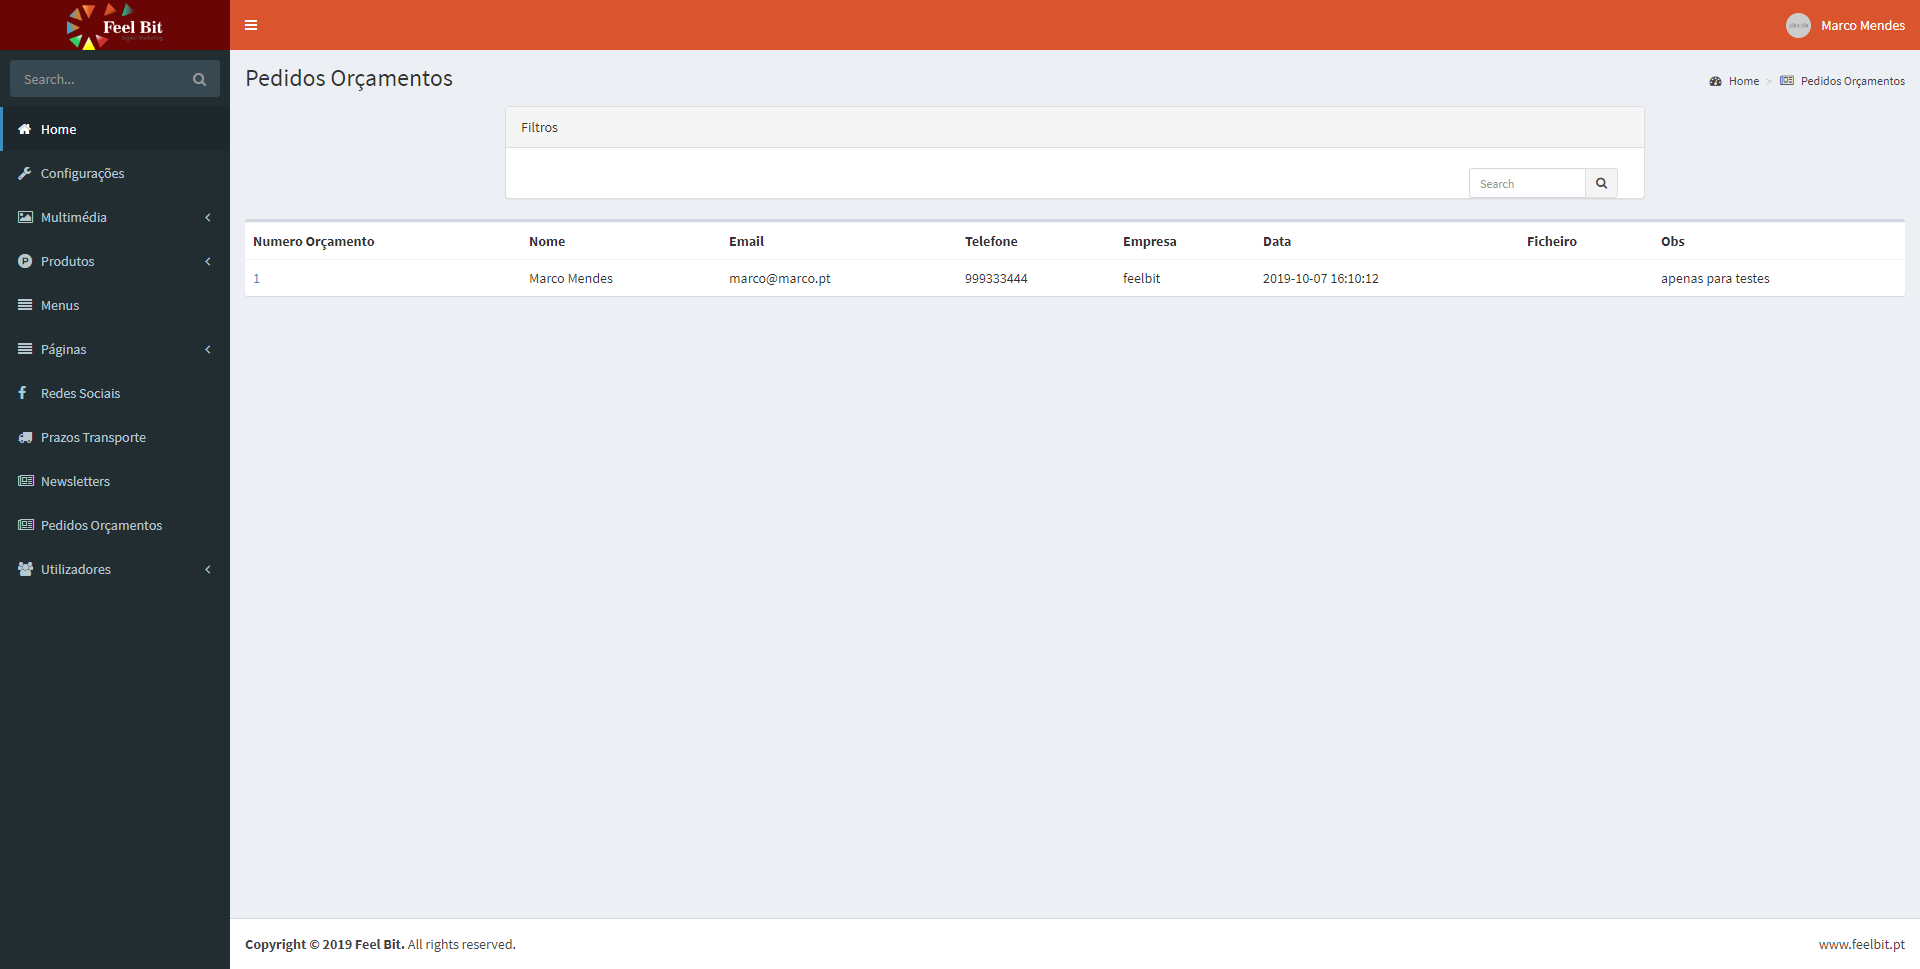 Feel Bit
Marco Mendes
Search...
Home
Configurações
Multimédia
Produtos
Menus
Páginas
Redes Sociais
Prazos Transporte
Newsletters
Pedidos Orçamentos
Utilizadores
Pedidos Orçamentos
Home > Pedidos Orçamentos
Filtros
Search
Numero Orçamento Nome Email Telefone Empresa Data Ficheiro Obs
1 Marco Mendes marco@marco.pt 999333444 feelbit 2019-10-07 16:10:12 apenas para testes
Copyright © 2019 Feel Bit. All rights reserved.
www.feelbit.pt